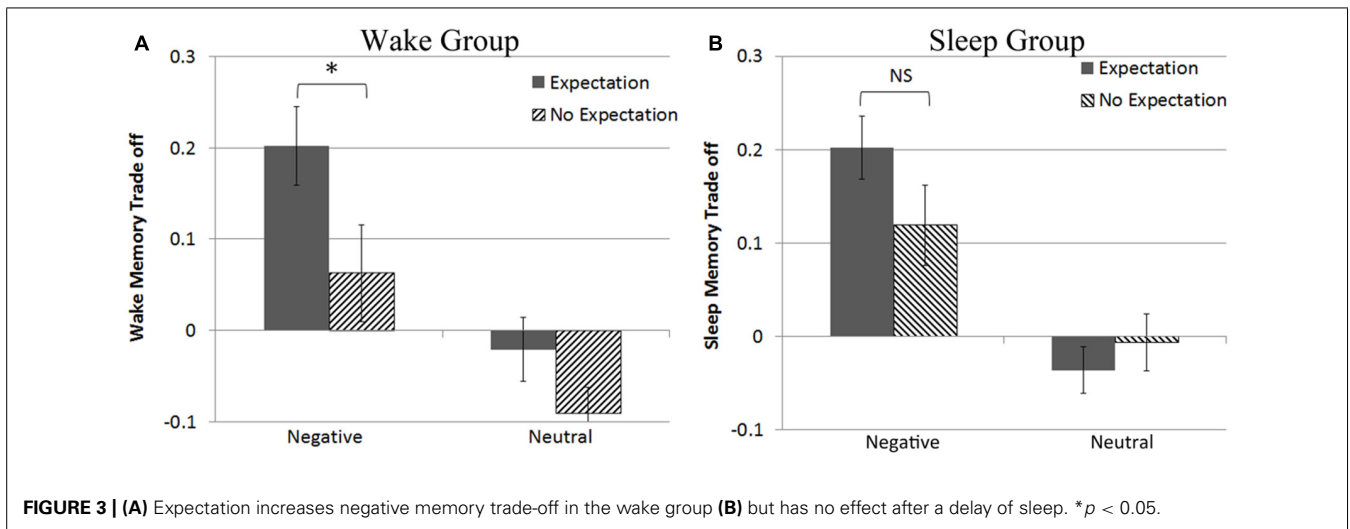 A
Wake Group
0.3
*
Expectation
No Expectation
0.2
0.1
0
-0.1
Wake Memory Trade off
Negative
Neutral
B
Sleep Group
0.3
NS
Expectation
No Expectation
0.2
0.1
0
-0.1
Sleep Memory Trade off
Negative
Neutral
FIGURE 3 | (A) Expectation increases negative memory trade-off in the wake group (B) but has no effect after a delay of sleep. *p < 0.05.